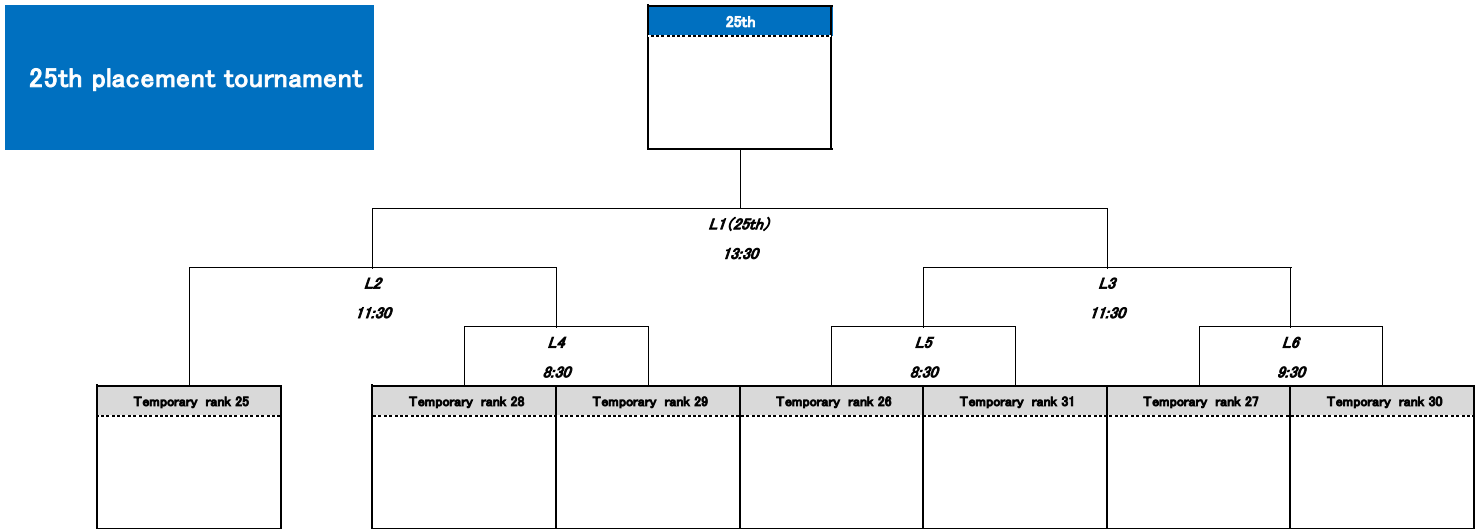 25th
25th placement tournament
L1(25th)
13:30
L2
L3
11:30
11:30
L4
L5
L6
8:30
8:30
9:30
Temporary rank 25
Temporary rank 28
Temporary rank 29
Temporary rank 26
Temporary rank 31
Temporary rank 27
Temporary rank 30